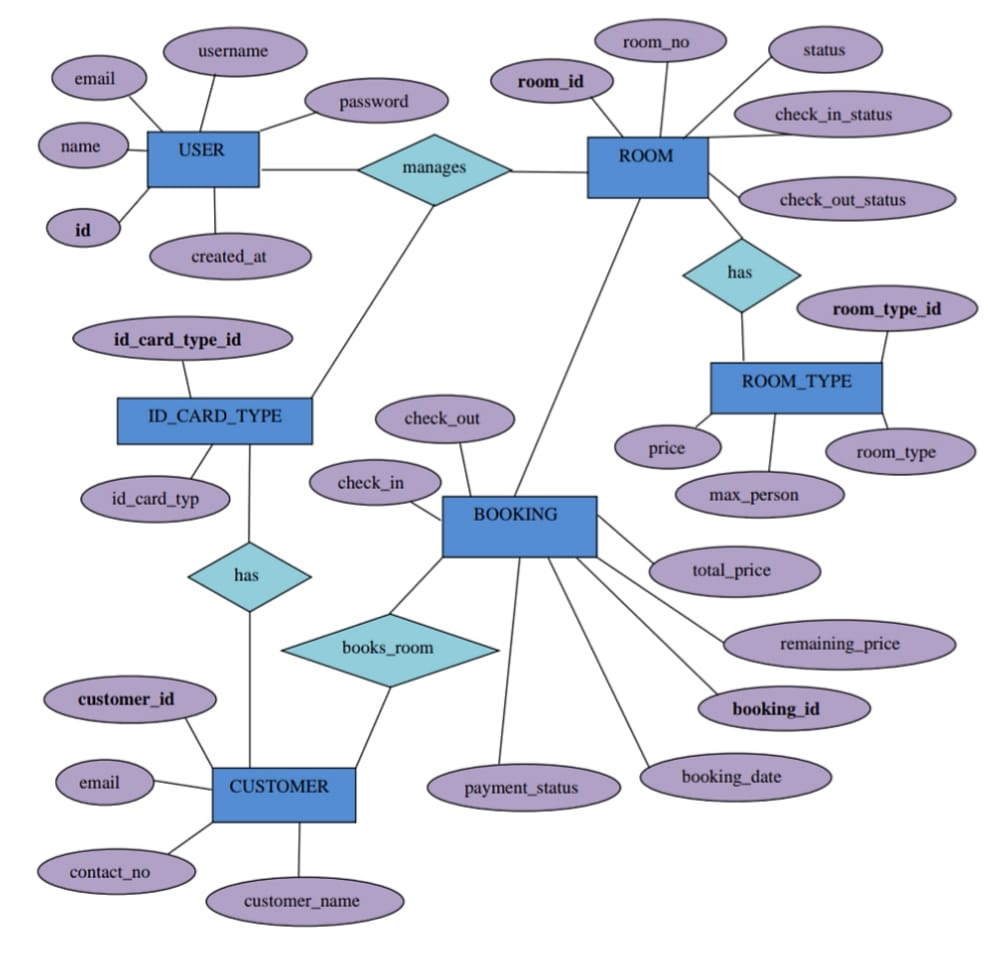 room_no
username
status
email
room_id
password
check_in_status
name
USER
ROOM
manages
check_out_status
id
created_at
has
room_type_id
id_card_type_id
ROOM_TYPE
ID_CARD_TYPE
check_out
price
room_type
check_in
max_person
id_card_typ
BOOKING
total_price
has
books_room
remaining_price
customer_id
booking_id
email
CUSTOMER
payment_status
booking_date
contact_no
customer_name